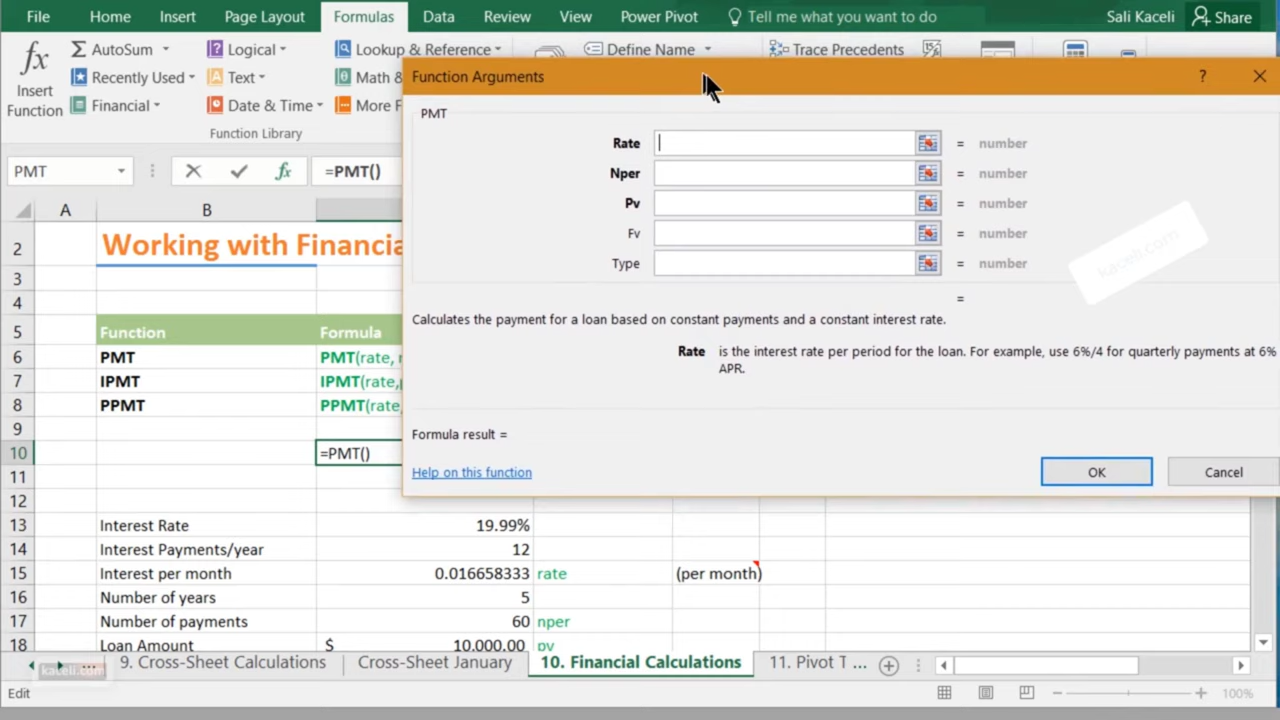 File Home Insert Page Layout Formulas Data Review View Power Pivot Tell me what you want to do Sali Kaceli Share
fx Insert Function
Σ AutoSum
Recently Used
Financial
Logical
Text
Date & Time
Lookup & Reference
Math &
More F
Define Name
Trace Precedents
Function Library
Function Arguments ? ×
PMT
Rate = number
Nper = number
Pv = number
Fv = number
Type = number
=
Calculates the payment for a loan based on constant payments and a constant interest rate.
Rate is the interest rate per period for the loan. For example, use 6%/4 for quarterly payments at 6%
APR.
Formula result =
Help on this function
OK Cancel
kaceli.com
PMT fx =PMT()
A B
2 Working with Financia
3
4
5 Function Formula
6 PMT PMT(rate, n
7 IPMT IPMT(rate,p
8 PPMT PPMT(rate,
9
10 =PMT()
11
12
13 Interest Rate 19.99%
14 Interest Payments/year 12
15 Interest per month 0.016658333 rate (per month)
16 Number of years 5
17 Number of payments 60 nper
18 Loan Amount $ 10,000.00 pv
... 9. Cross-Sheet Calculations Cross-Sheet January 10. Financial Calculations 11. Pivot T ...
kaceli.com
Edit 100%